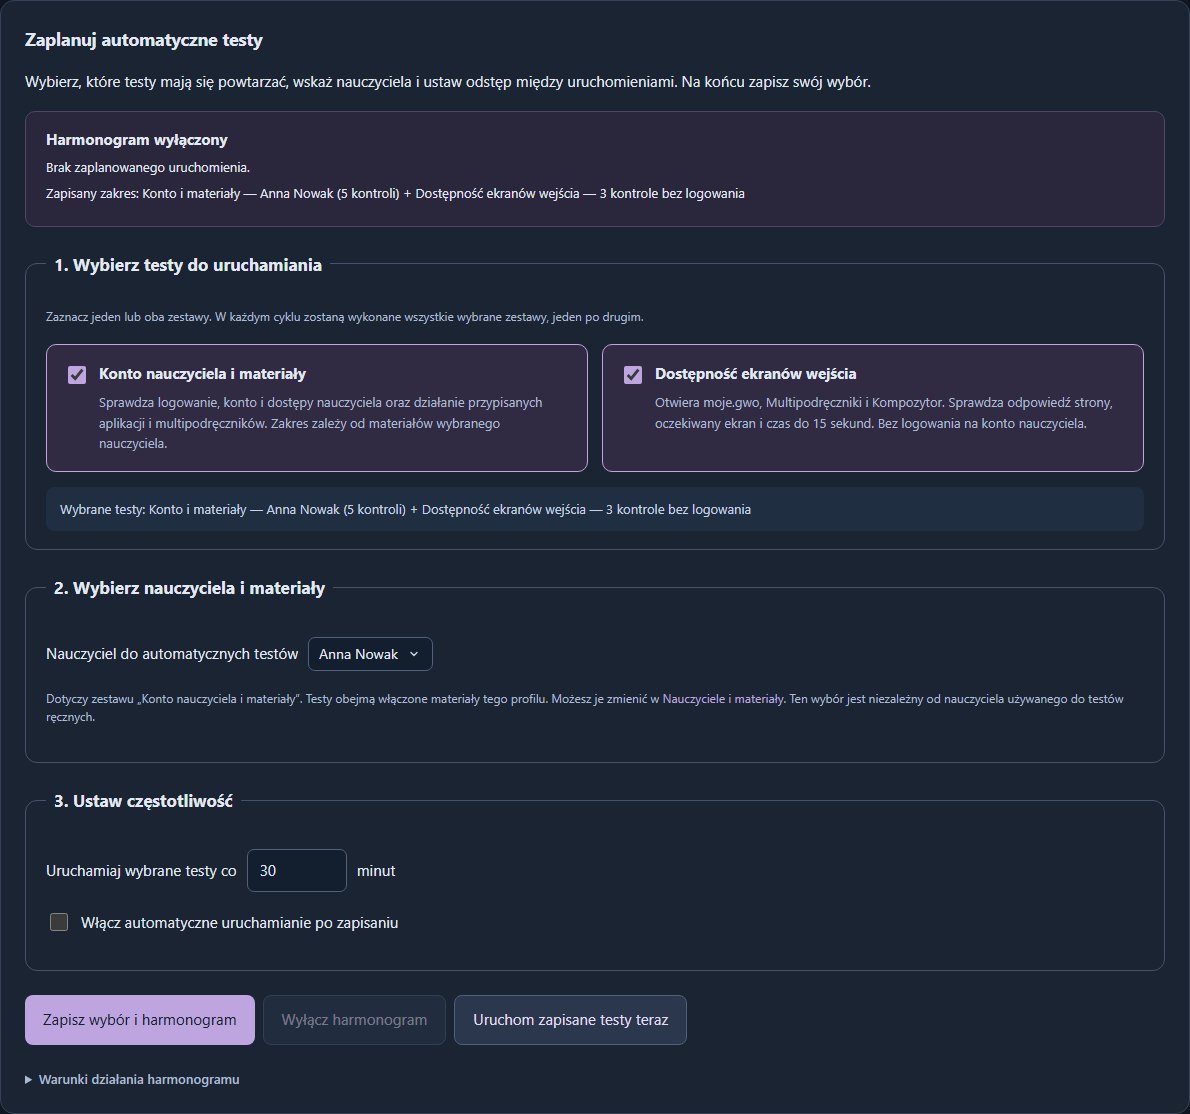 Zaplanuj automatyczne testy
Wybierz, które testy mają się powtarzać, wskaż nauczyciela i ustaw odstęp między uruchomieniami. Na końcu zapisz swój wybór.
Harmonogram wyłączony
Brak zaplanowanego uruchomienia.
Zapisany zakres: Konto i materiały — Anna Nowak (5 kontroli) + Dostępność ekranów wejścia — 3 kontrole bez logowania
1. Wybierz testy do uruchamiania
Zaznacz jeden lub oba zestawy. W każdym cyklu zostaną wykonane wszystkie wybrane zestawy, jeden po drugim.
Konto nauczyciela i materiały
Sprawdza logowanie, konto i dostępy nauczyciela oraz działanie przypisanych
aplikacji i multipodręczników. Zakres zależy od materiałów wybranego
nauczyciela.
Dostępność ekranów wejścia
Otwiera moje.gwo, Multipodręczniki i Kompozytor. Sprawdza odpowiedź strony,
oczekiwany ekran i czas do 15 sekund. Bez logowania na konto nauczyciela.
Wybrane testy: Konto i materiały — Anna Nowak (5 kontroli) + Dostępność ekranów wejścia — 3 kontrole bez logowania
2. Wybierz nauczyciela i materiały
Nauczyciel do automatycznych testów Anna Nowak
Dotyczy zestawu „Konto nauczyciela i materiały”. Testy obejmą włączone materiały tego profilu. Możesz je zmienić w Nauczyciele i materiały. Ten wybór jest niezależny od nauczyciela używanego do testów
ręcznych.
3. Ustaw częstotliwość
Uruchamiaj wybrane testy co 30 minut
Włącz automatyczne uruchamianie po zapisaniu
Zapisz wybór i harmonogram Wyłącz harmonogram Uruchom zapisane testy teraz
Warunki działania harmonogramu